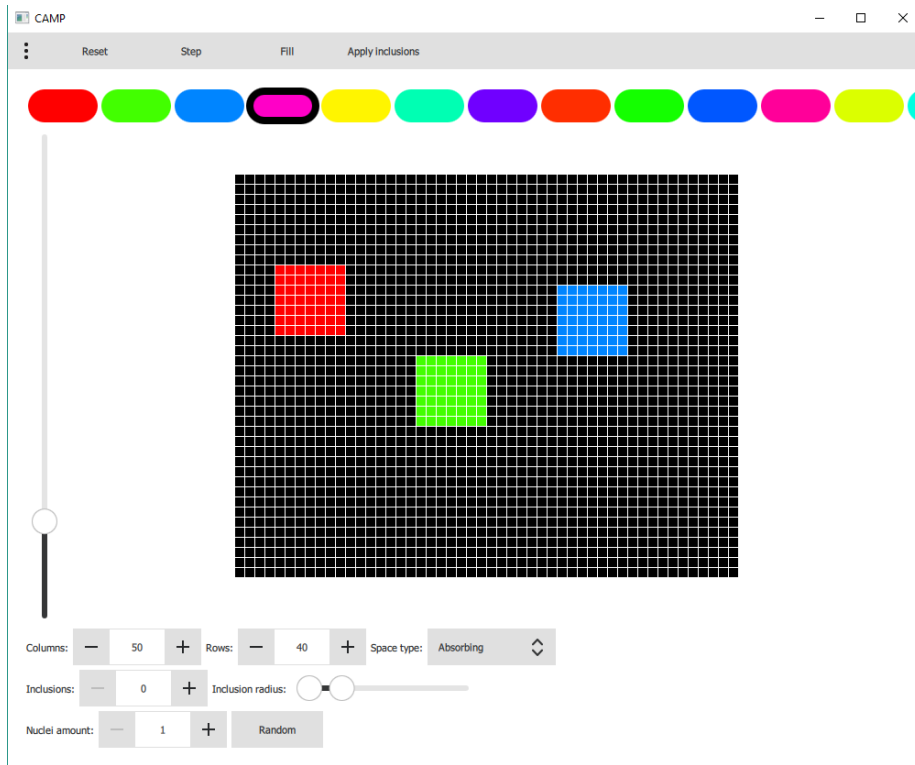 CAMP
Reset Step Fill Apply inclusions
Columns: 50 Rows: 40 Space type: Absorbing
Inclusions: 0 Inclusion radius:
Nuclei amount: 1 Random